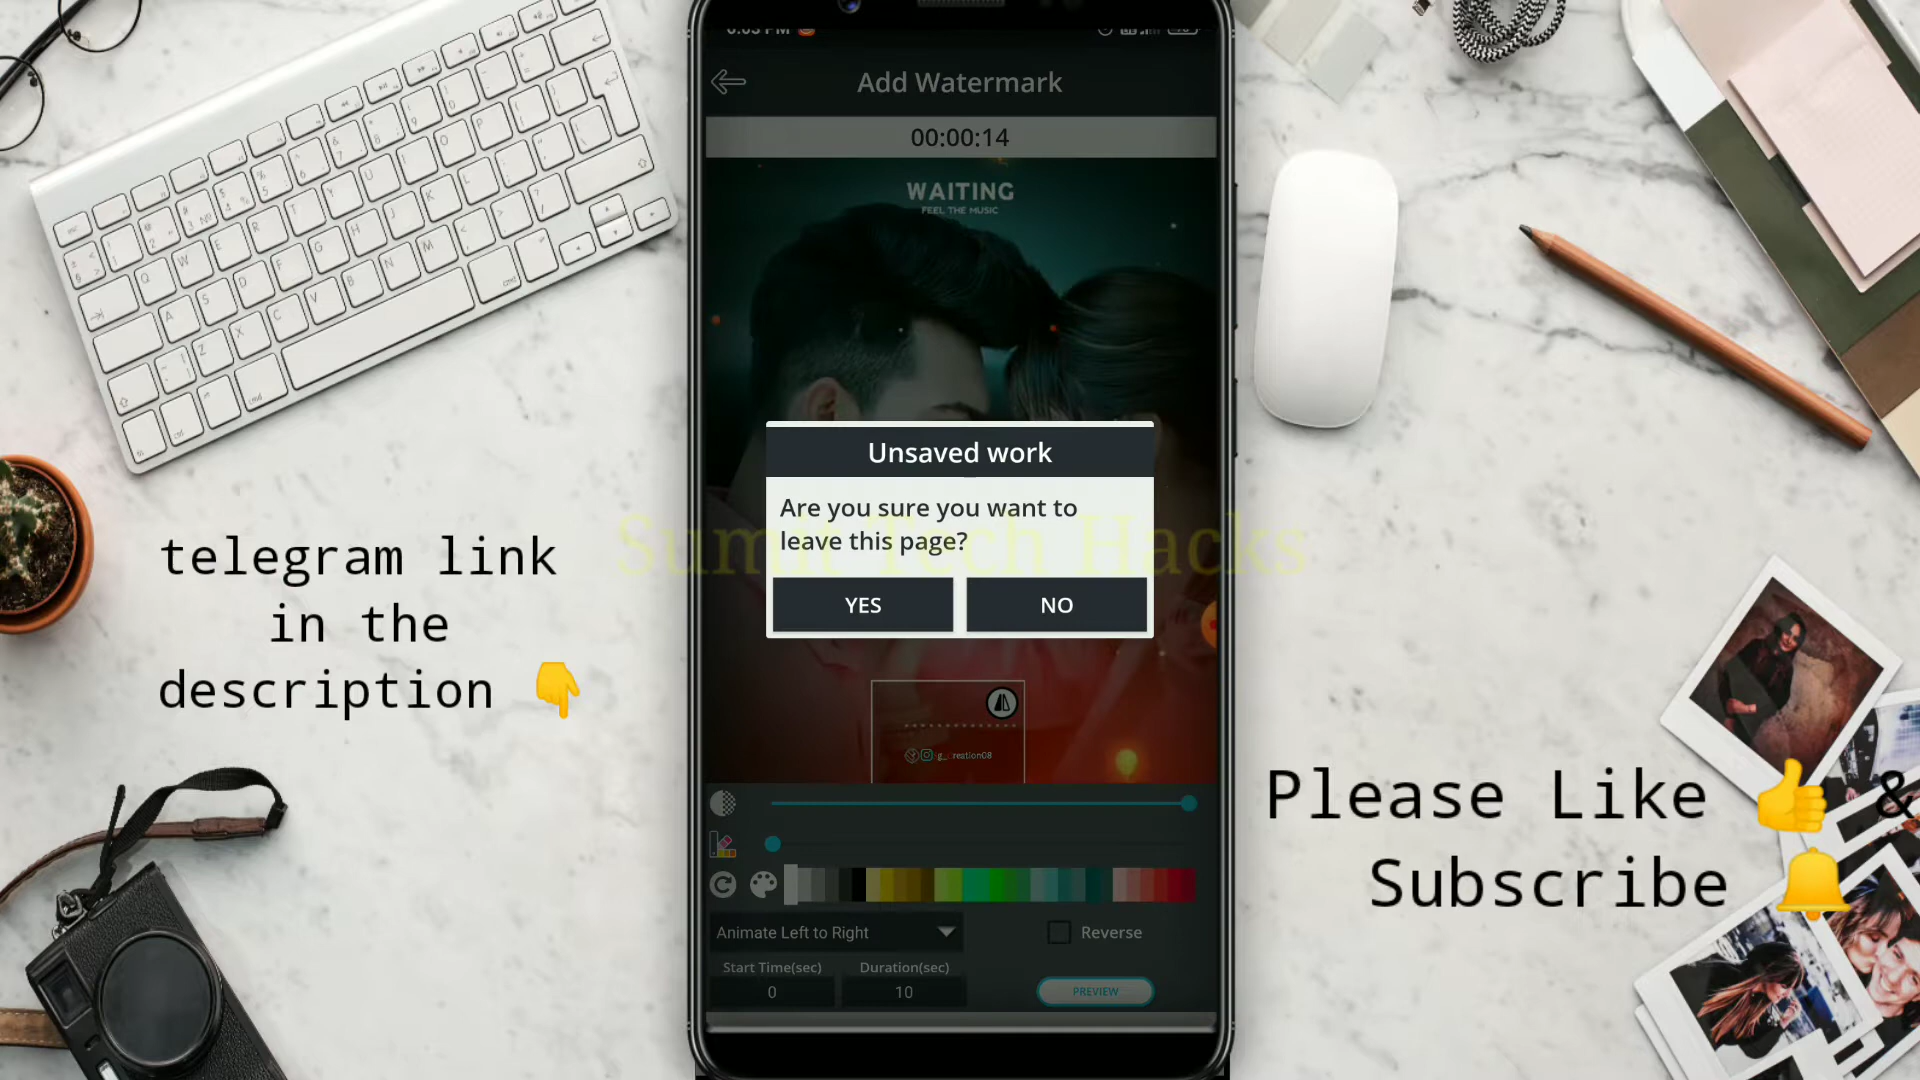 Add Watermark
00:00:14
WAITING
FEEL THE MUSIC
Unsaved work
Are you sure you want to
leave this page?
YES NO
Sumit Tech Hacks
telegram link
in the
description 👇
Please Like 👍 &
Subscribe 🔔
Animate Left to Right
Reverse
Start Time(sec) Duration(sec)
0 10
PREVIEW